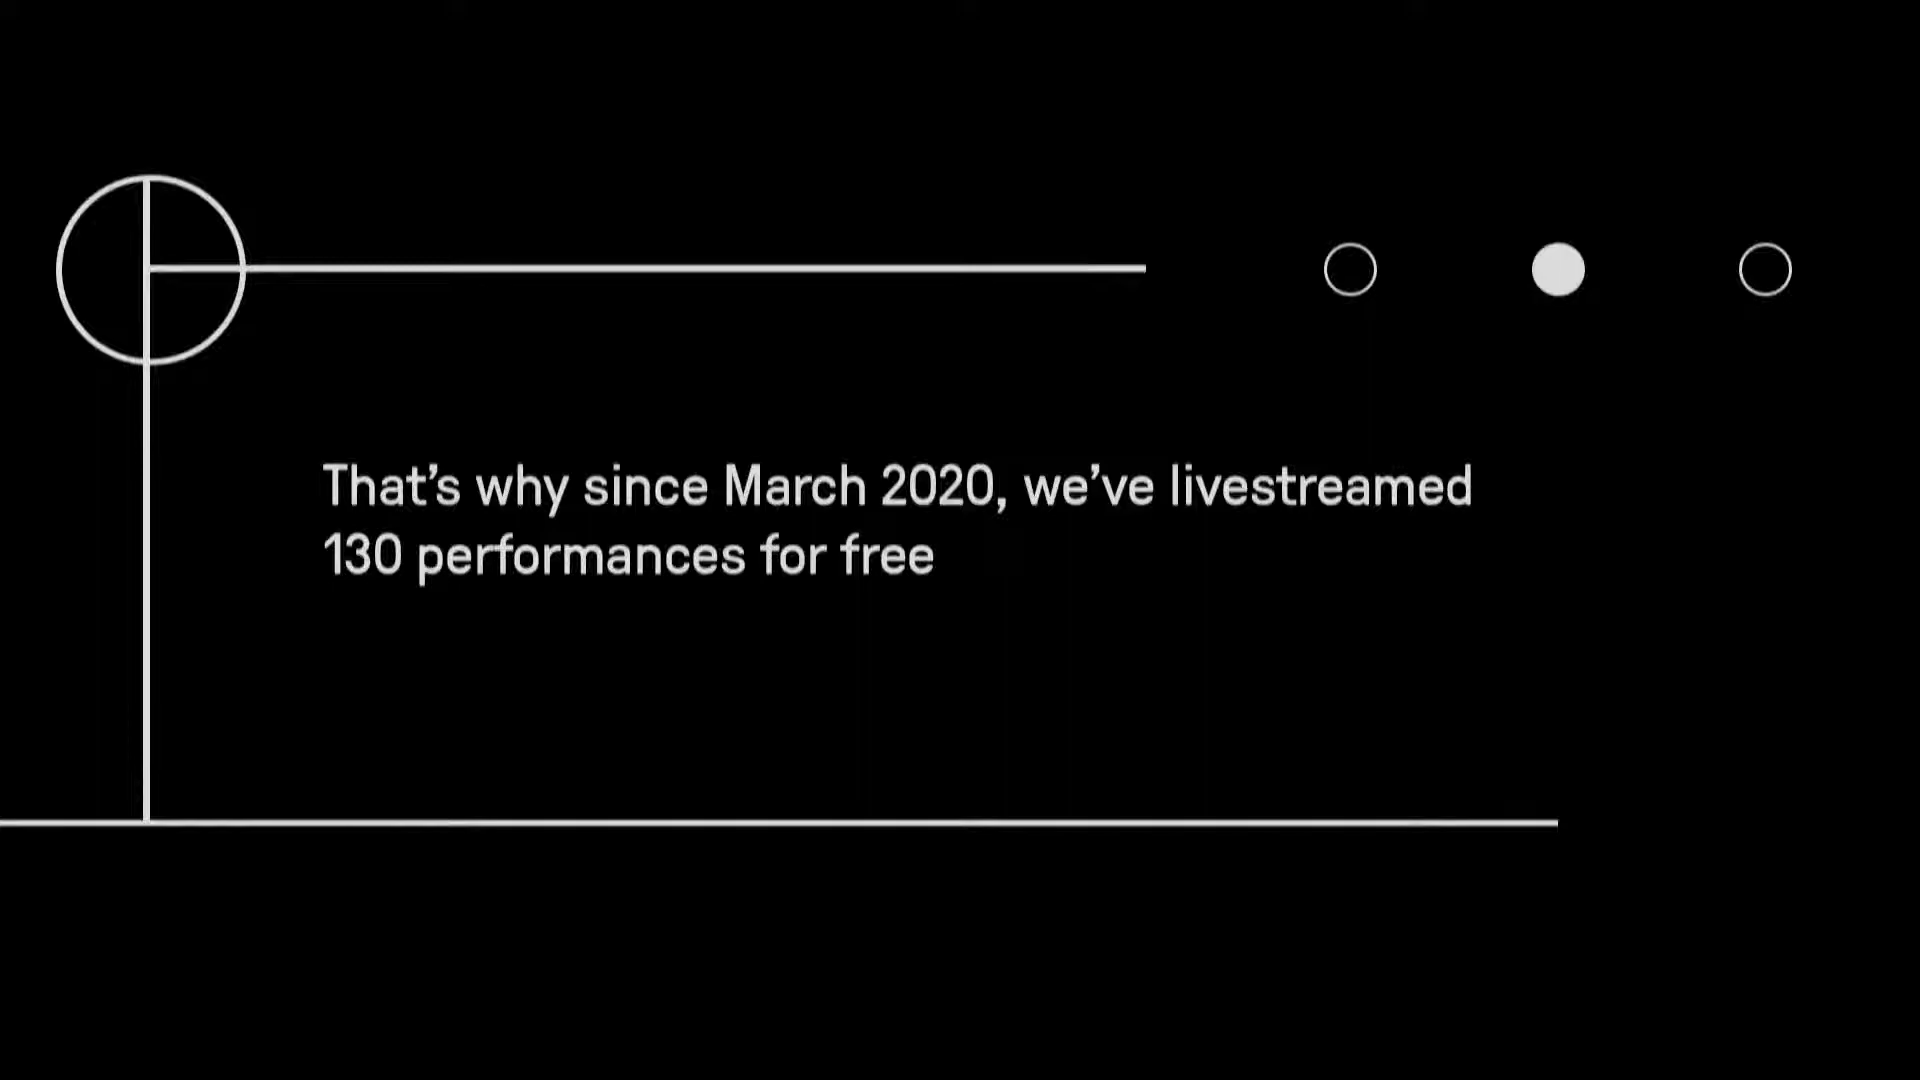 That’s why since March 2020, we’ve livestreamed
130 performances for free